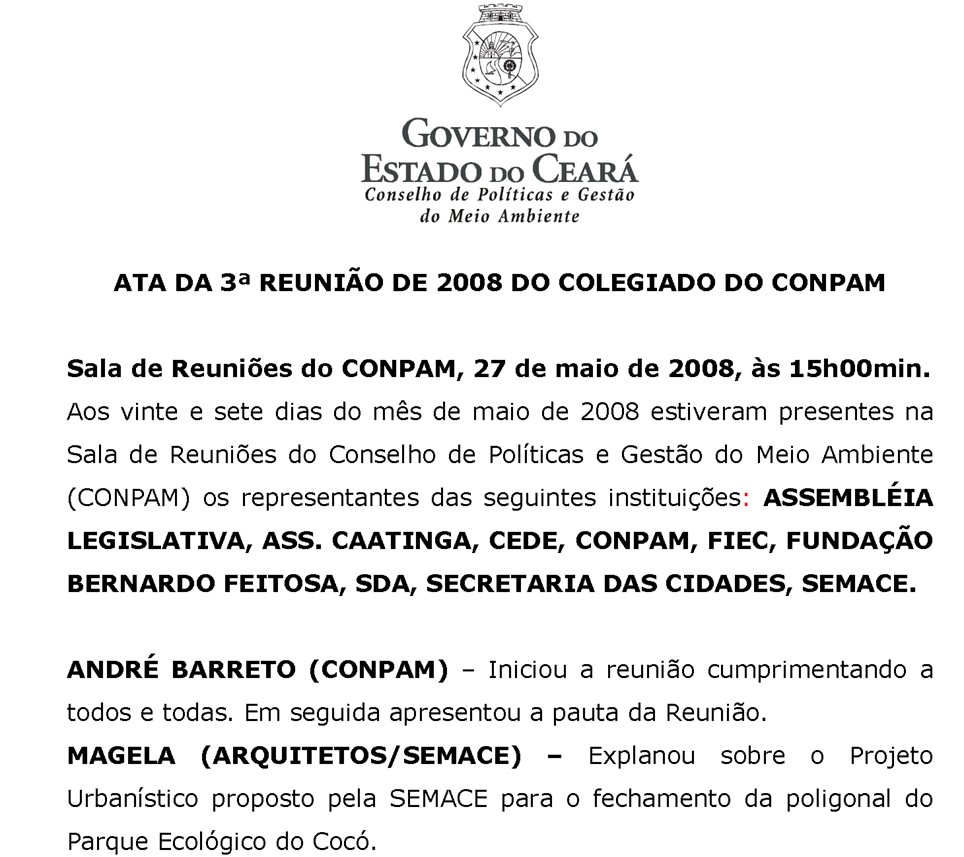 GOVERNO DO
ESTADO DO CEARÁ
Conselho de Políticas e Gestão
do Meio Ambiente
ATA DA 3ª REUNIÃO DE 2008 DO COLEGIADO DO CONPAM
Sala de Reuniões do CONPAM, 27 de maio de 2008, às 15h00min.
Aos vinte e sete dias do mês de maio de 2008 estiveram presentes na
Sala de Reuniões do Conselho de Políticas e Gestão do Meio Ambiente
(CONPAM) os representantes das seguintes instituições: ASSEMBLÉIA
LEGISLATIVA, ASS. CAATINGA, CEDE, CONPAM, FIEC, FUNDAÇÃO
BERNARDO FEITOSA, SDA, SECRETARIA DAS CIDADES, SEMACE.
ANDRÉ BARRETO (CONPAM) – Iniciou a reunião cumprimentando a
todos e todas. Em seguida apresentou a pauta da Reunião.
MAGELA (ARQUITETOS/SEMACE) – Explanou sobre o Projeto
Urbanístico proposto pela SEMACE para o fechamento da poligonal do
Parque Ecológico do Cocó.